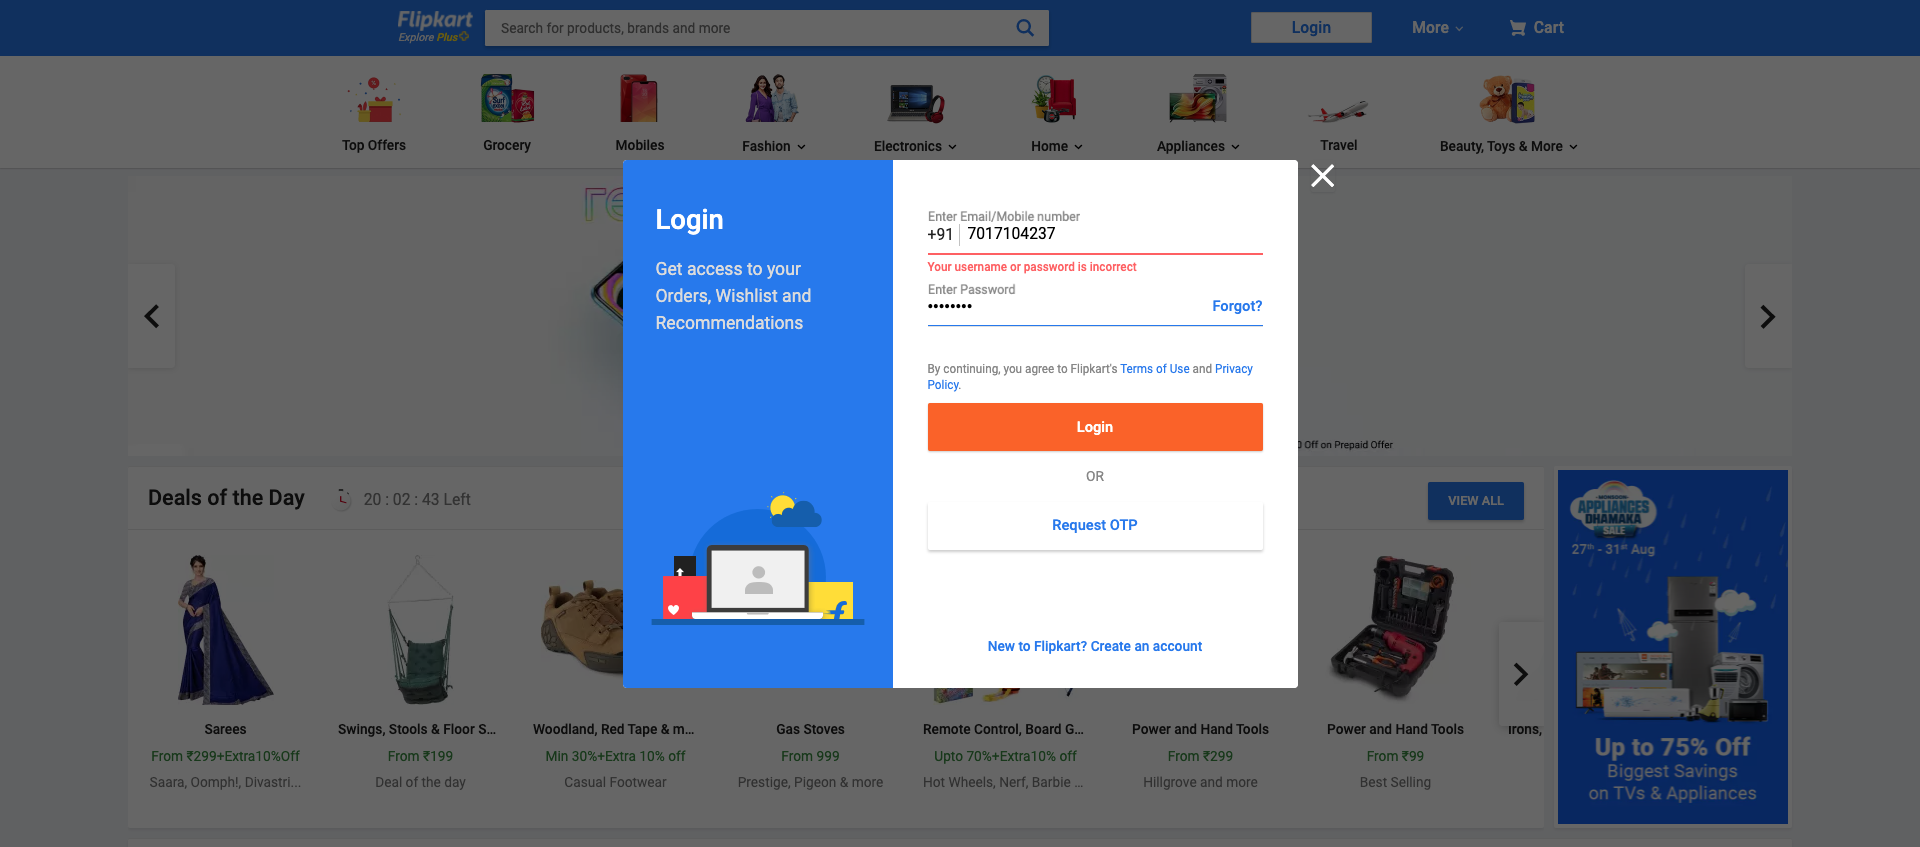 Flipkart
Explore Plus
Search for products, brands and more
Login
More
Cart
Top Offers
Grocery
Mobiles
Fashion
Electronics
Home
Appliances
Travel
Beauty, Toys & More
Login
Get access to your
Orders, Wishlist and
Recommendations
Enter Email/Mobile number
+91 7017104237
Your username or password is incorrect
Enter Password
Forgot?
By continuing, you agree to Flipkart's Terms of Use and Privacy
Policy.
Login
OR
Request OTP
New to Flipkart? Create an account
Off on Prepaid Offer
Deals of the Day
20 : 02 : 43 Left
VIEW ALL
Sarees
From ₹299+Extra10%Off
Saara, Oomph!, Divastri...
Swings, Stools & Floor S...
From ₹199
Deal of the day
Woodland, Red Tape & m...
Min 30%+Extra 10% off
Casual Footwear
Gas Stoves
From 999
Prestige, Pigeon & more
Remote Control, Board G...
Upto 70%+Extra10% off
Hot Wheels, Nerf, Barbie ...
Power and Hand Tools
From ₹299
Hillgrove and more
Power and Hand Tools
From ₹99
Best Selling
Irons,
MONSOON
APPLIANCES
DHAMAKA
SALE
27th - 31st Aug
Up to 75% Off
Biggest Savings
on TVs & Appliances